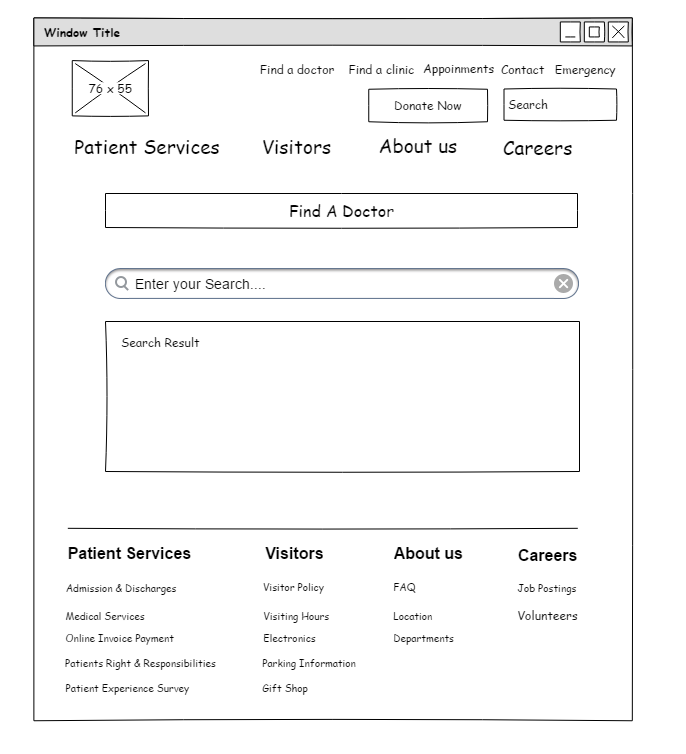 Window Title
76 x 55
Find a doctor Find a clinic Appoinments Contact Emergency
Donate Now Search
Patient Services Visitors About us Careers
Find A Doctor
Enter your Search....
Search Result
Patient Services Visitors About us Careers
Admission & Discharges Visitor Policy FAQ Job Postings
Medical Services Visiting Hours Location Volunteers
Online Invoice Payment Electronics Departments
Patients Right & Responsibilities Parking Information
Patient Experience Survey Gift Shop